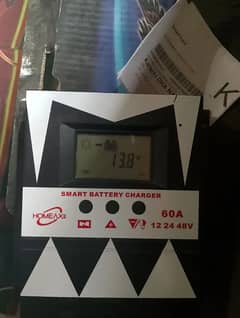 K
13.8
SMART BATTERY CHARGER
60A
HOMEAXE
12 24 48V